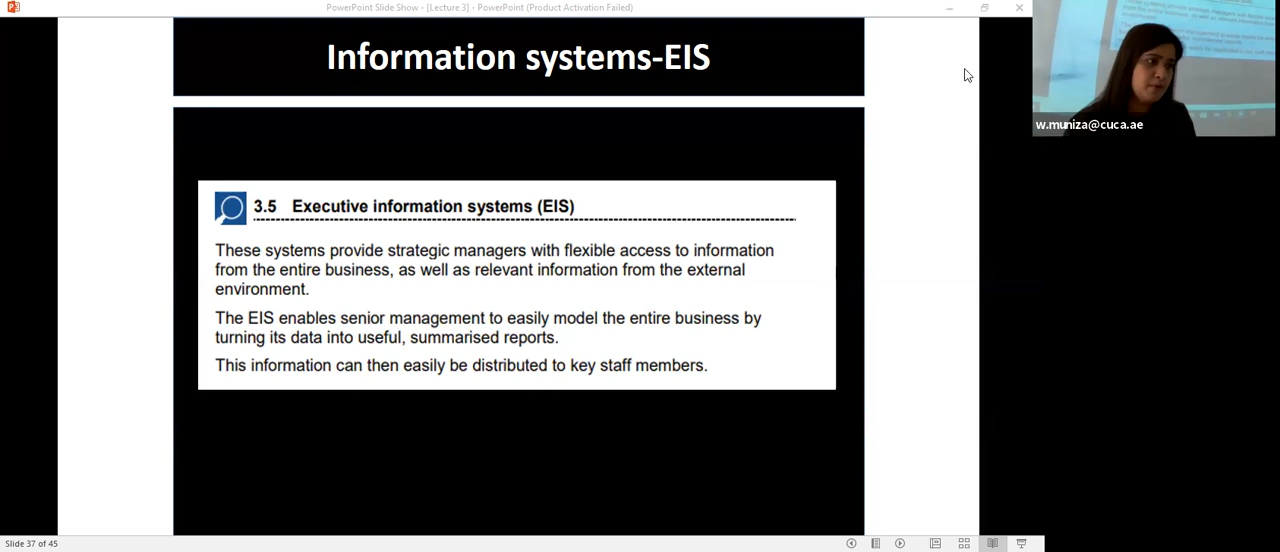 PowerPoint Slide Show - [Lecture 3] - PowerPoint (Product Activation Failed)
Information systems-EIS
w.muniza@cuca.ae
3.5 Executive information systems (EIS)
These systems provide strategic managers with flexible access to information
from the entire business, as well as relevant information from the external
environment.
The EIS enables senior management to easily model the entire business by
turning its data into useful, summarised reports.
This information can then easily be distributed to key staff members.
Slide 37 of 45